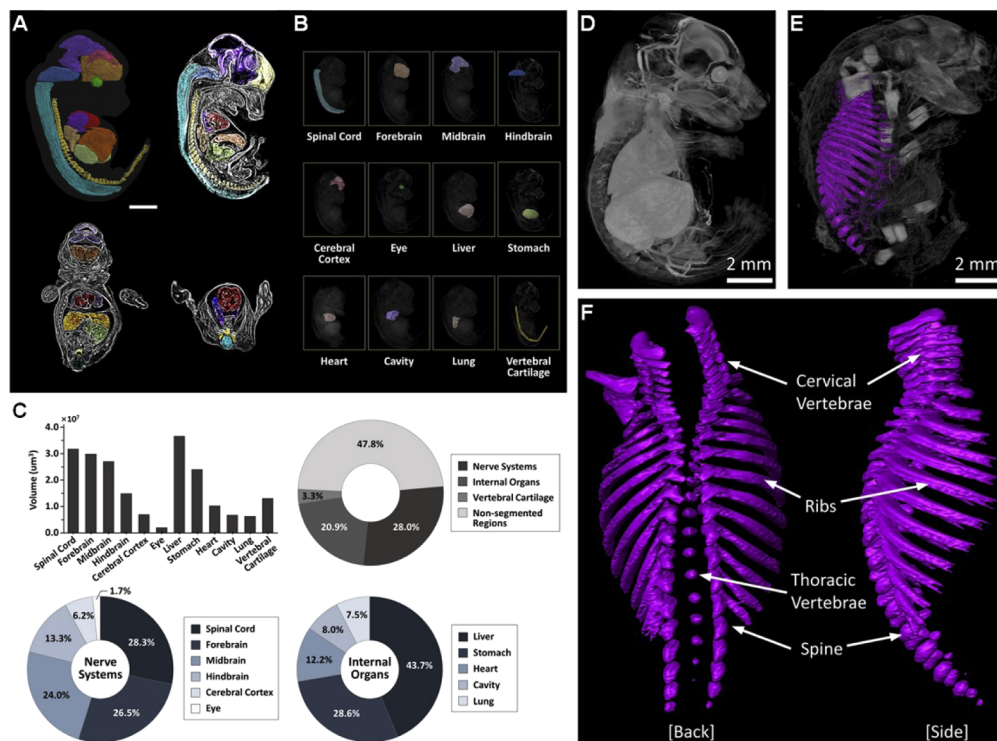 A
B
Spinal Cord
Forebrain
Midbrain
Hindbrain
Cerebral
Cortex
Eye
Liver
Stomach
Heart
Cavity
Lung
Vertebral
Cartilage
C
×10⁷
Volume (um³)
4.0
3.0
2.0
1.0
0
Spinal Cord
Forebrain
Midbrain
Hindbrain
Cerebral Cortex
Eye
Liver
Stomach
Heart
Cavity
Lung
Vertebral
Cartilage
47.8%
3.3%
20.9%
28.0%
Nerve Systems
Internal Organs
Vertebral Cartilage
Non-segmented
Regions
1.7%
6.2%
13.3%
28.3%
24.0%
26.5%
Nerve
Systems
Spinal Cord
Forebrain
Midbrain
Hindbrain
Cerebral Cortex
Eye
7.5%
8.0%
12.2%
43.7%
28.6%
Internal
Organs
Liver
Stomach
Heart
Cavity
Lung
D
2 mm
E
2 mm
F
Cervical
Vertebrae
Ribs
Thoracic
Vertebrae
Spine
[Back]
[Side]